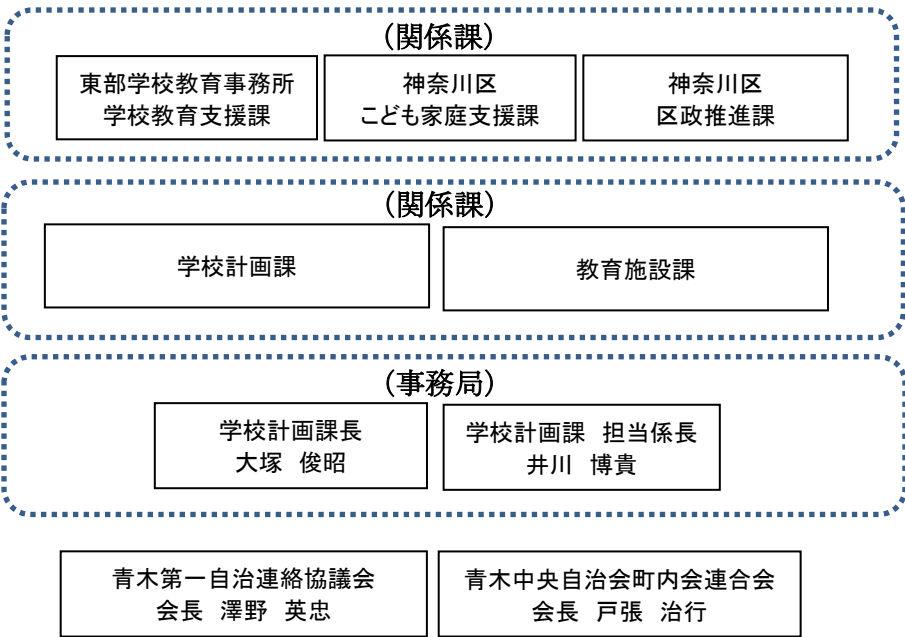 (関係課)
東部学校教育事務所
学校教育支援課
神奈川区
こども家庭支援課
神奈川区
区政推進課
(関係課)
学校計画課
教育施設課
(事務局)
学校計画課長
大塚 俊昭
学校計画課 担当係長
井川 博貴
青木第一自治連絡協議会
会長 澤野 英忠
青木中央自治会町内会連合会
会長 戸張 治行